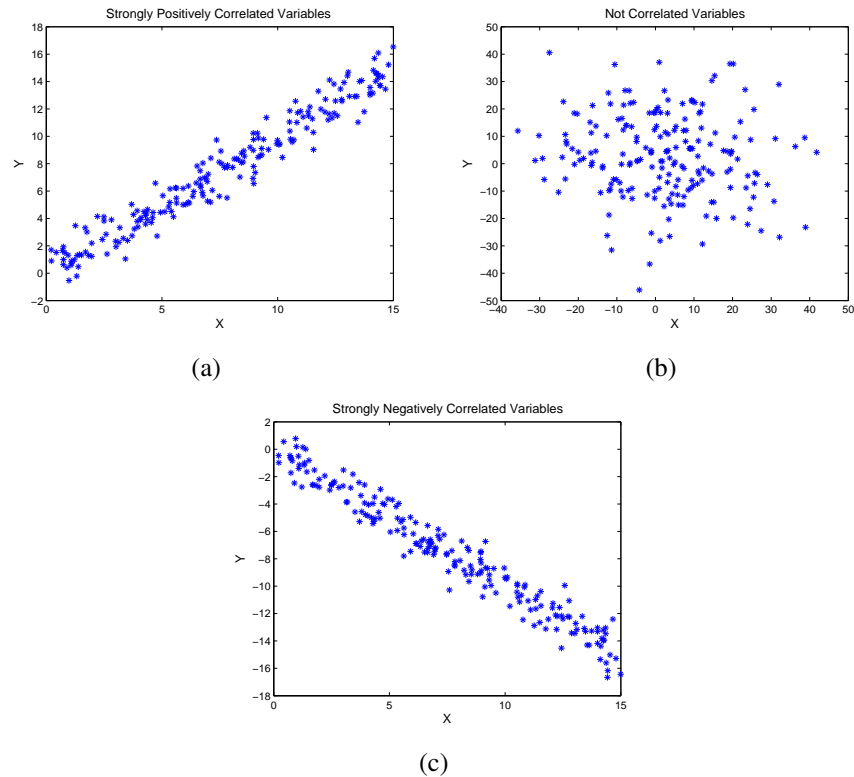 Strongly Positively Correlated Variables
18
16
14
12
10
8
6
4
2
0
−2
0 5 10 15
Y
X
(a)
Not Correlated Variables
50
40
30
20
10
0
−10
−20
−30
−40
−50
−40 −30 −20 −10 0 10 20 30 40 50
Y
X
(b)
Strongly Negatively Correlated Variables
2
0
−2
−4
−6
−8
−10
−12
−14
−16
−18
0 5 10 15
Y
X
(c)